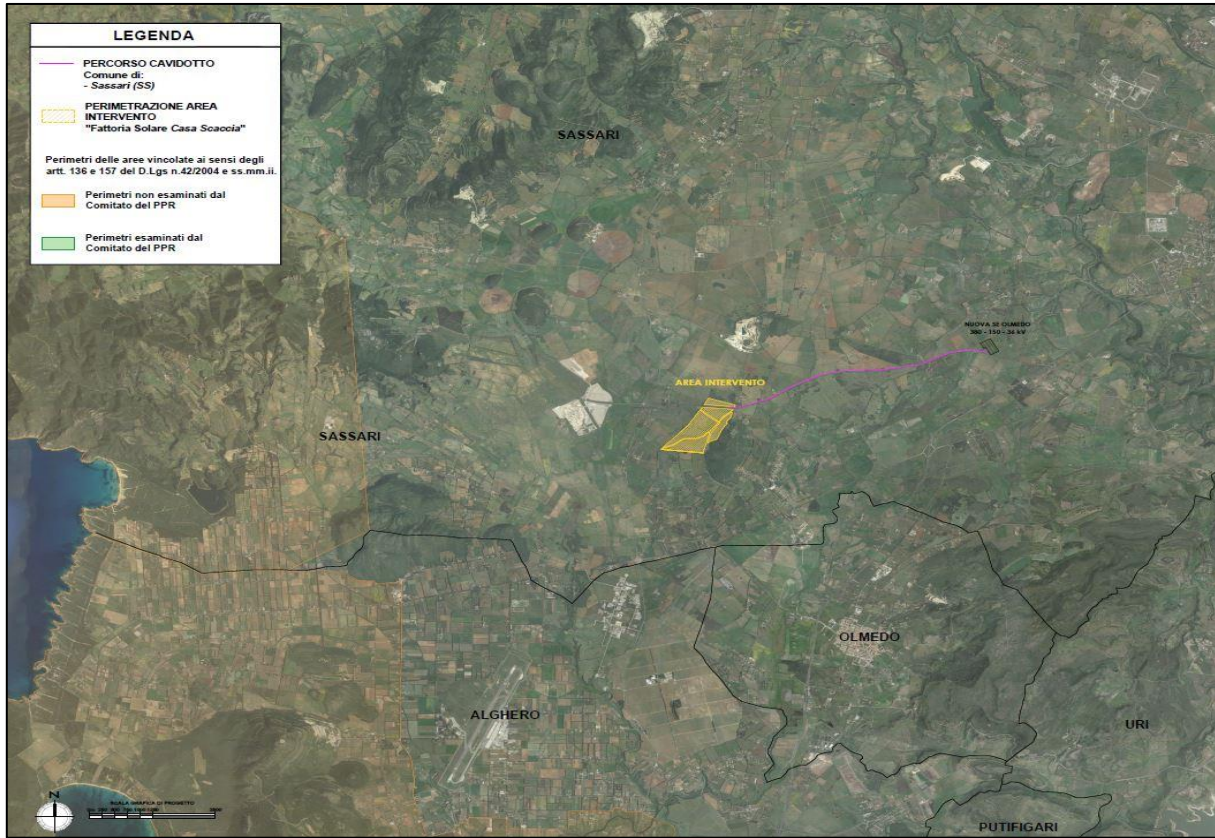 LEGENDA
PERCORSO CAVIDOTTO
Comune di:
- Sassari (SS)
PERIMETRAZIONE AREA
INTERVENTO
"Fattoria Solare Casa Scaccia"
Perimetri delle aree vincolate ai sensi degli
artt. 136 e 157 del D.Lgs n.42/2004 e ss.mm.ii.
Perimetri non esaminati dal
Comitato del PPR
Perimetri esaminati dal
Comitato del PPR
SASSARI
NUOVA SE OLMEDO
380 - 150 - 36 kV
AREA INTERVENTO
SASSARI
OLMEDO
ALGHERO
URI
PUTIFIGARI
N
SCALA GRAFICA DI PROGETTO